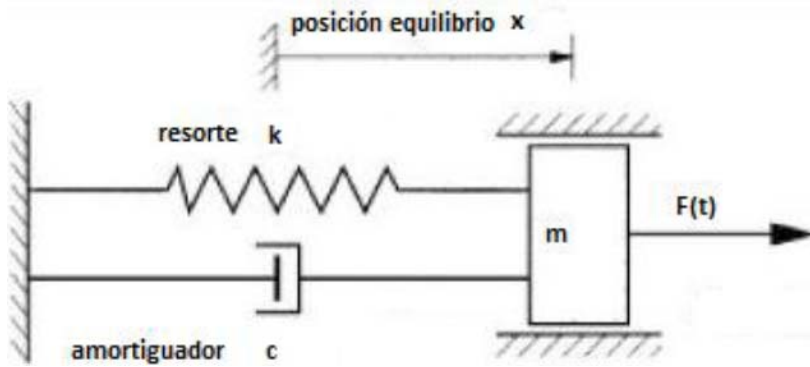 posición equilibrio x
resorte k
F(t)
m
amortiguador c